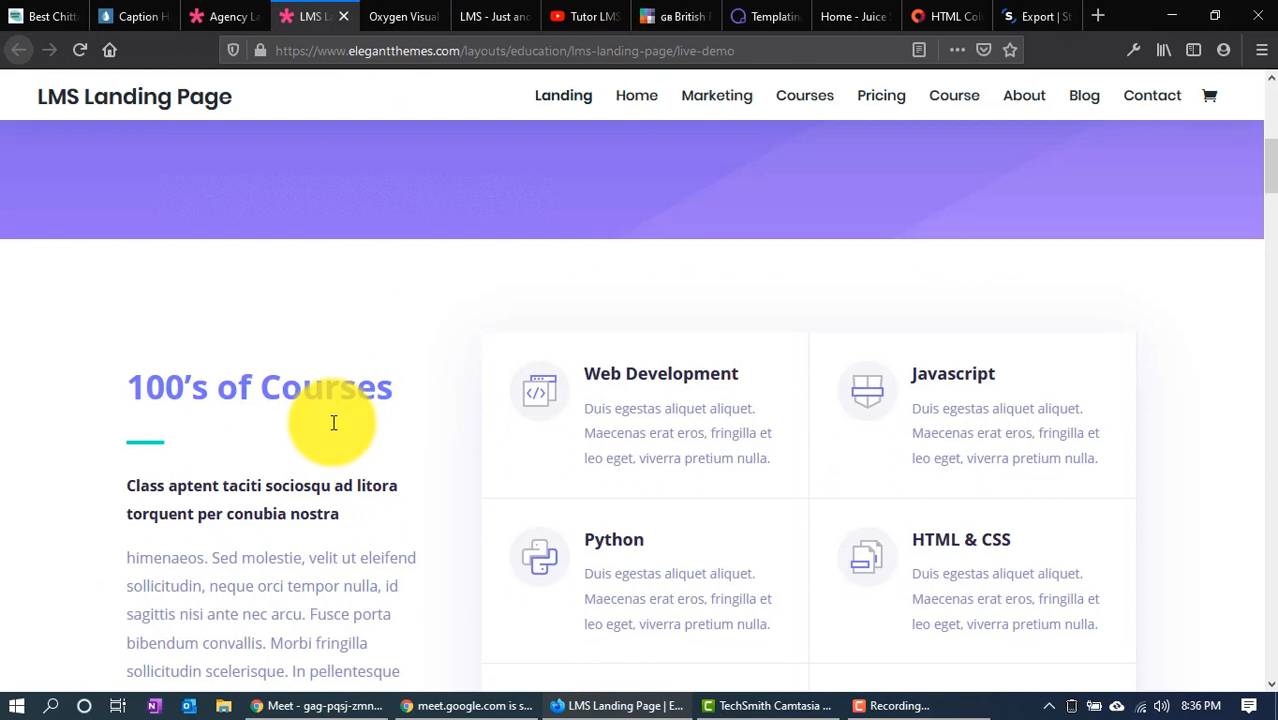 Best Chitt
Caption H
Agency La
LMS La
Oxygen Visual
LMS - Just an
Tutor LMS
GB British
Templatin
Home - Juice
HTML Col
Export | St
https://www.elegantthemes.com/layouts/education/lms-landing-page/live-demo
LMS Landing Page
Landing
Home
Marketing
Courses
Pricing
Course
About
Blog
Contact
100's of Courses
Class aptent taciti sociosqu ad litora
torquent per conubia nostra
himenaeos. Sed molestie, velit ut eleifend
sollicitudin, neque orci tempor nulla, id
sagittis nisi ante nec arcu. Fusce porta
bibendum convallis. Morbi fringilla
sollicitudin scelerisque. In pellentesque
Web Development
Duis egestas aliquet aliquet.
Maecenas erat eros, fringilla et
leo eget, viverra pretium nulla.
Javascript
Duis egestas aliquet aliquet.
Maecenas erat eros, fringilla et
leo eget, viverra pretium nulla.
Python
Duis egestas aliquet aliquet.
Maecenas erat eros, fringilla et
leo eget, viverra pretium nulla.
HTML & CSS
Duis egestas aliquet aliquet.
Maecenas erat eros, fringilla et
leo eget, viverra pretium nulla.
Meet - gag-pqsj-zmn...
meet.google.com is s...
LMS Landing Page | E...
TechSmith Camtasia ...
Recording...
8:36 PM